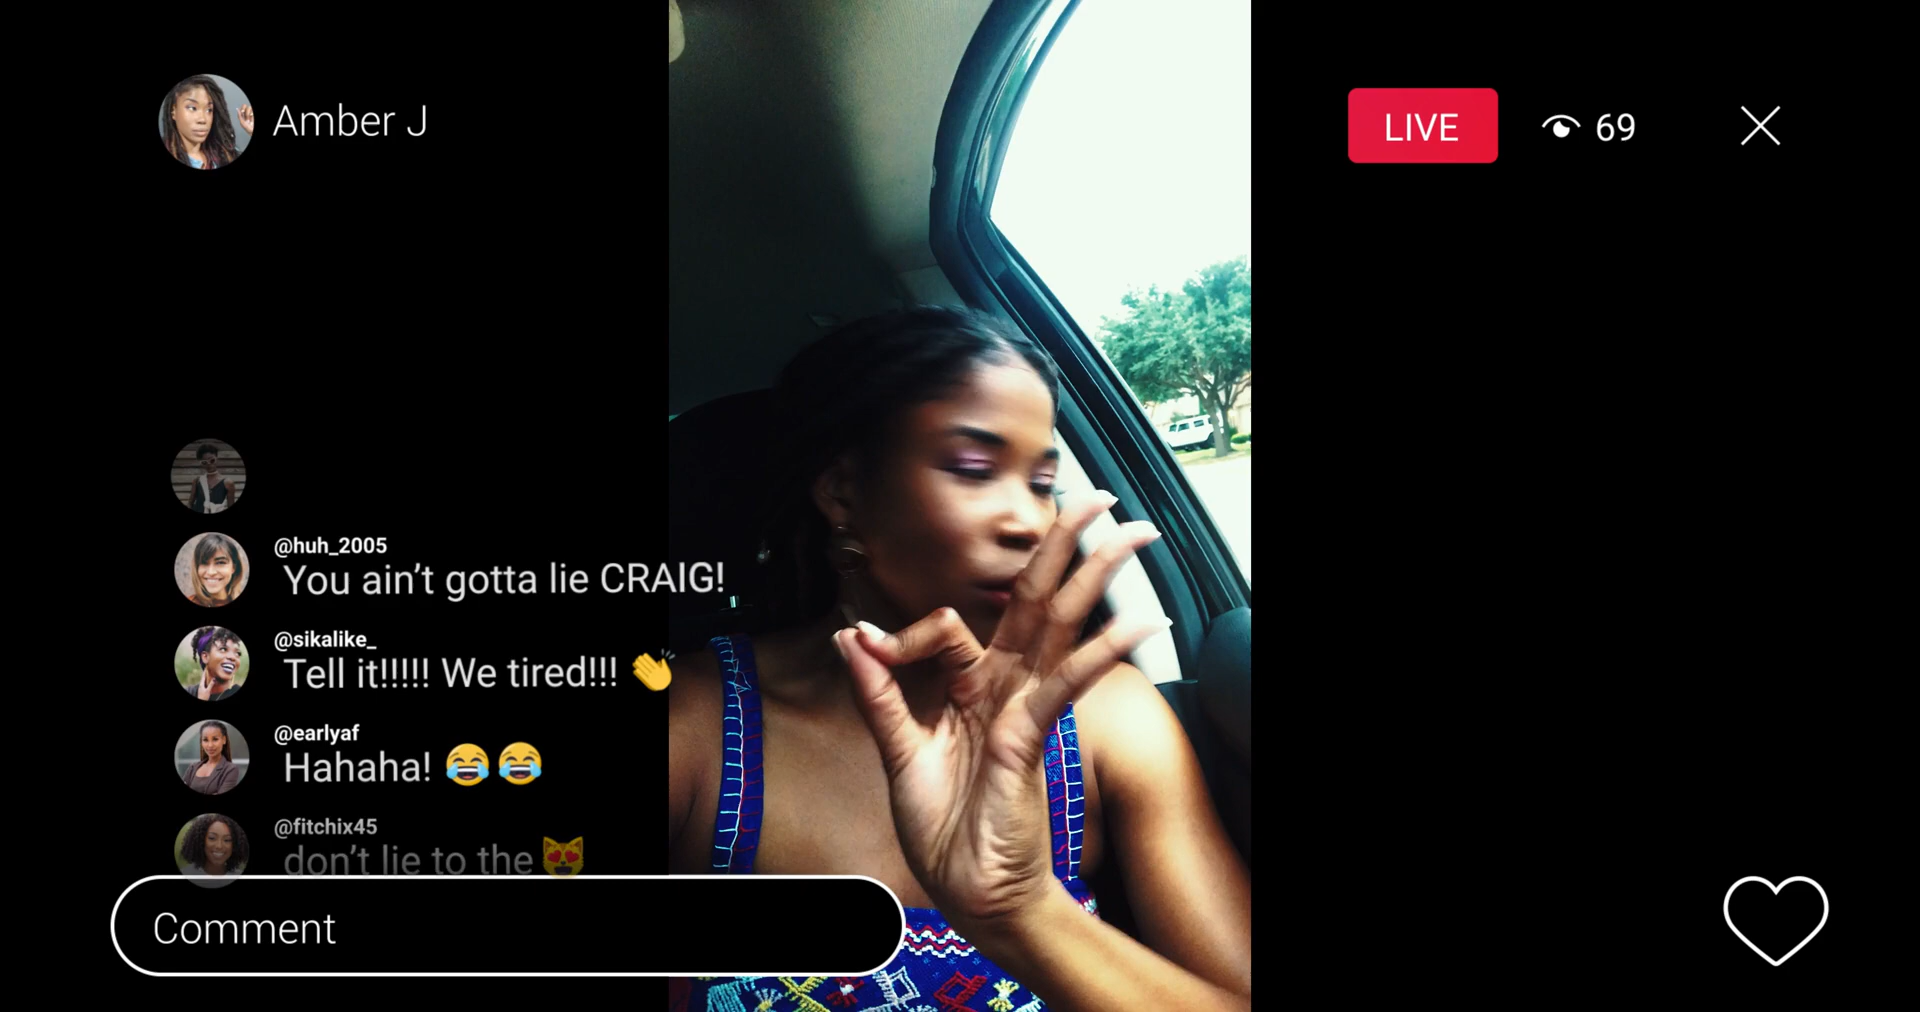 Amber J
LIVE
69
@huh_2005
You ain't gotta lie CRAIG!
@sikalike_
Tell it!!!!! We tired!!! 👏
@earlyaf
Hahaha! 😂😂
@fitchix45
don't lie to the 😻
Comment